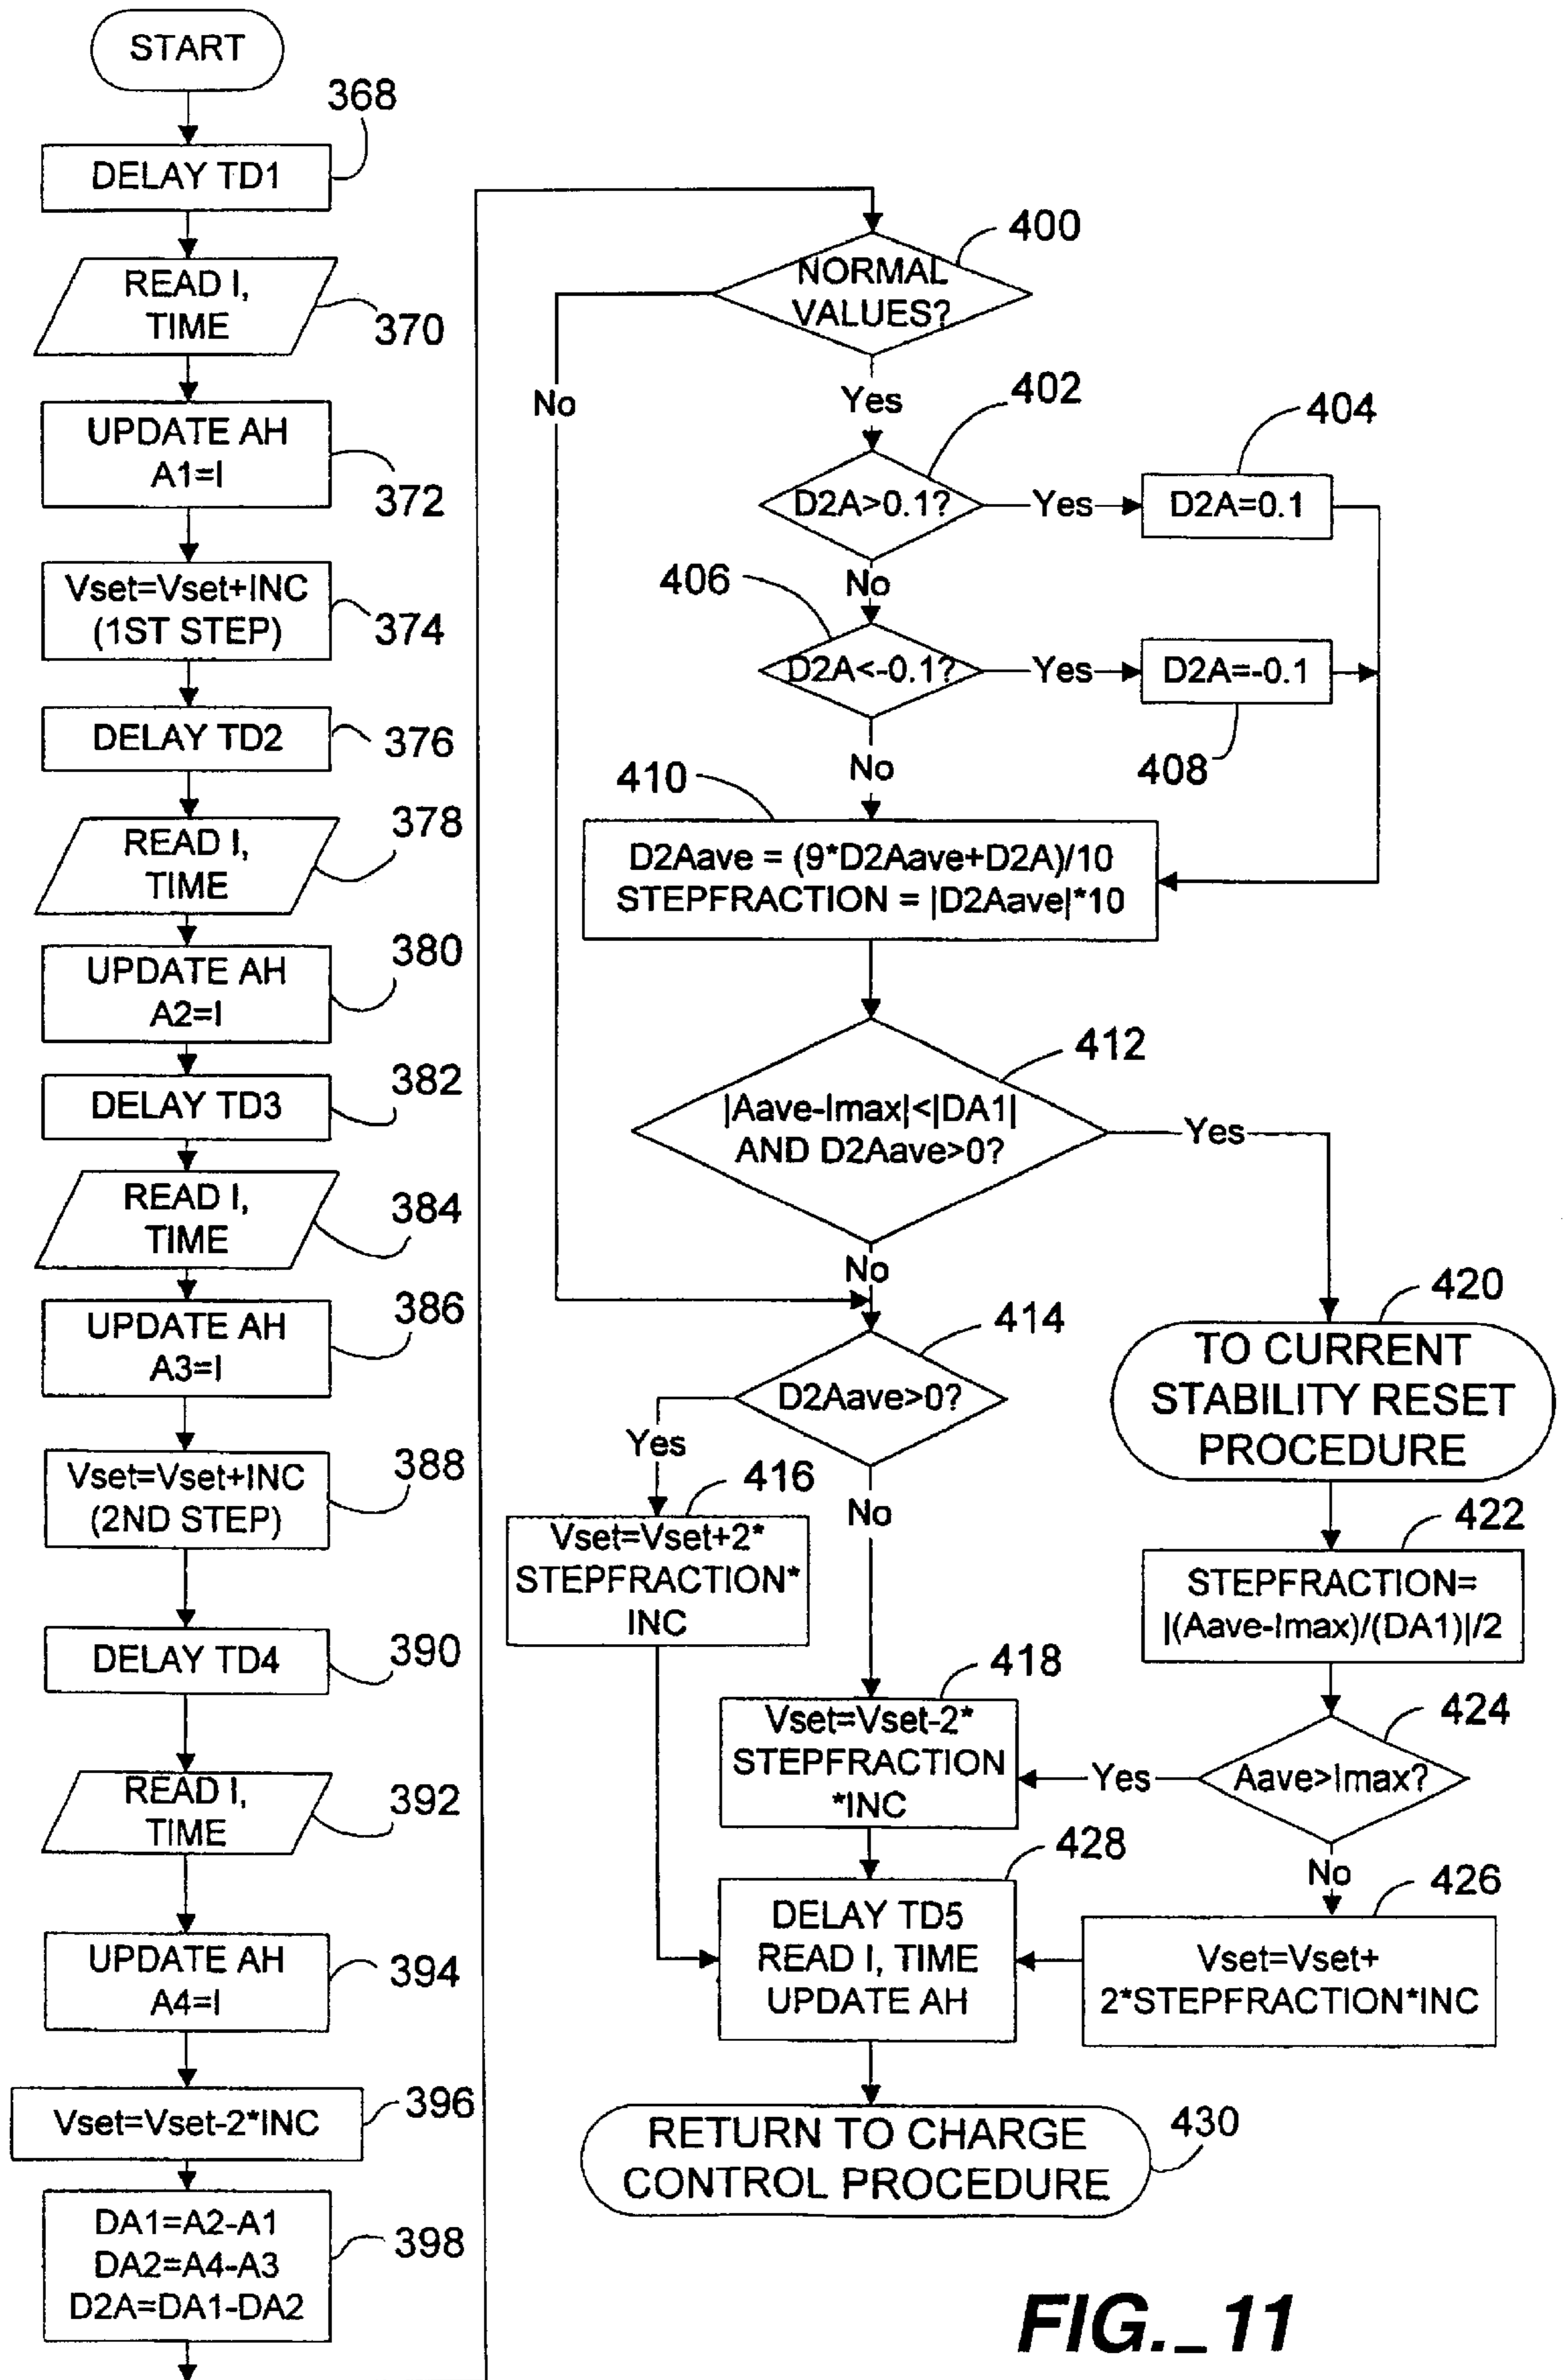 START
368
DELAY TD1
READ I,
TIME
370
UPDATE AH
A1=I
372
Vset=Vset+INC
(1ST STEP)
374
DELAY TD2
376
READ I,
TIME
378
UPDATE AH
A2=I
380
DELAY TD3
382
READ I,
TIME
384
UPDATE AH
A3=I
386
Vset=Vset+INC
(2ND STEP)
388
DELAY TD4
390
READ I,
TIME
392
UPDATE AH
A4=I
394
Vset=Vset-2*INC
396
DA1=A2-A1
DA2=A4-A3
D2A=DA1-DA2
398
400
NORMAL
VALUES?
No
Yes
402
D2A>0.1?
Yes
404
D2A=0.1
No
406
D2A<-0.1?
Yes
D2A=-0.1
408
No
410
D2Aave = (9*D2Aave+D2A)/10
STEPFRACTION = |D2Aave|*10
412
|Aave-Imax|<|DA1|
AND D2Aave>0?
Yes
No
414
D2Aave>0?
Yes
No
416
Vset=Vset+2*
STEPFRACTION*
INC
418
Vset=Vset-2*
STEPFRACTION
*INC
420
TO CURRENT
STABILITY RESET
PROCEDURE
422
STEPFRACTION=
|(Aave-Imax)/(DA1)|/2
424
Aave>Imax?
Yes
No
426
Vset=Vset+
2*STEPFRACTION*INC
428
DELAY TD5
READ I, TIME
UPDATE AH
RETURN TO CHARGE
CONTROL PROCEDURE
430
FIG._11